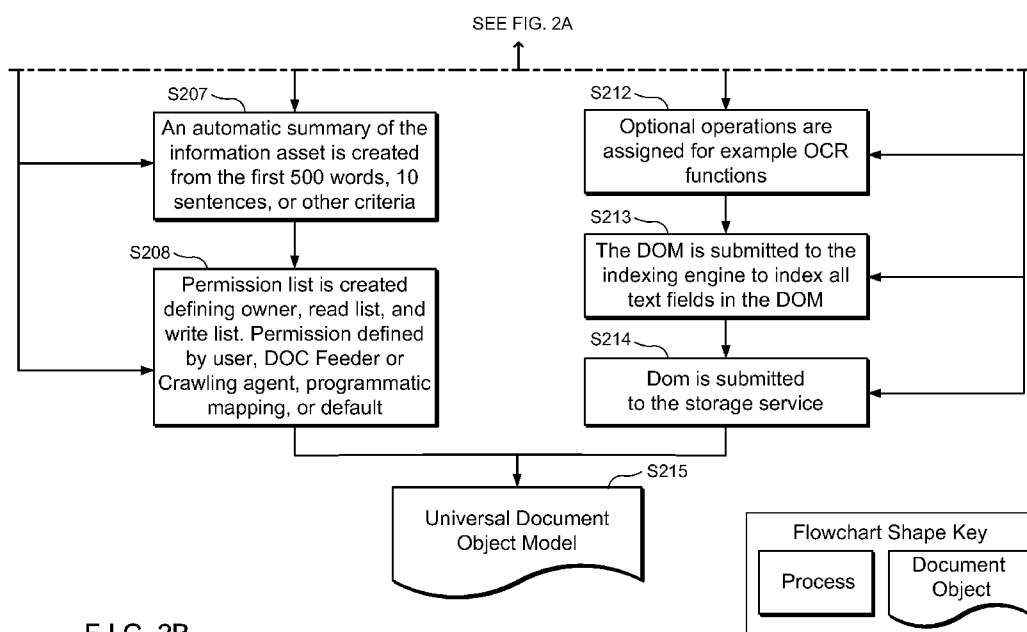 SEE FIG. 2A
S207
An automatic summary of the
information asset is created
from the first 500 words, 10
sentences, or other criteria
S208
Permission list is created
defining owner, read list, and
write list. Permission defined
by user, DOC Feeder or
Crawling agent, programmatic
mapping, or default
S212
Optional operations are
assigned for example OCR
functions
S213
The DOM is submitted to the
indexing engine to index all
text fields in the DOM
S214
Dom is submitted
to the storage service
S215
Universal Document
Object Model
Flowchart Shape Key
Process
Document
Object
FIG. 2B